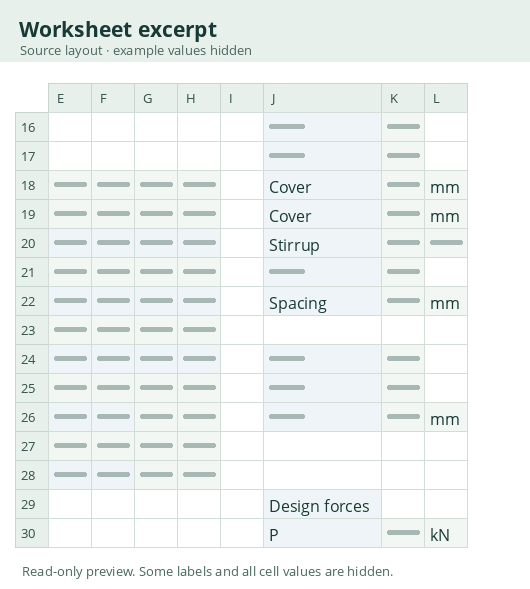 Worksheet excerpt
Source layout · example values hidden
E F G H I J K L
16
17
18 Cover mm
19 Cover mm
20 Stirrup
21
22 Spacing mm
23
24
25
26 mm
27
28
29 Design forces
30 P kN
Read-only preview. Some labels and all cell values are hidden.